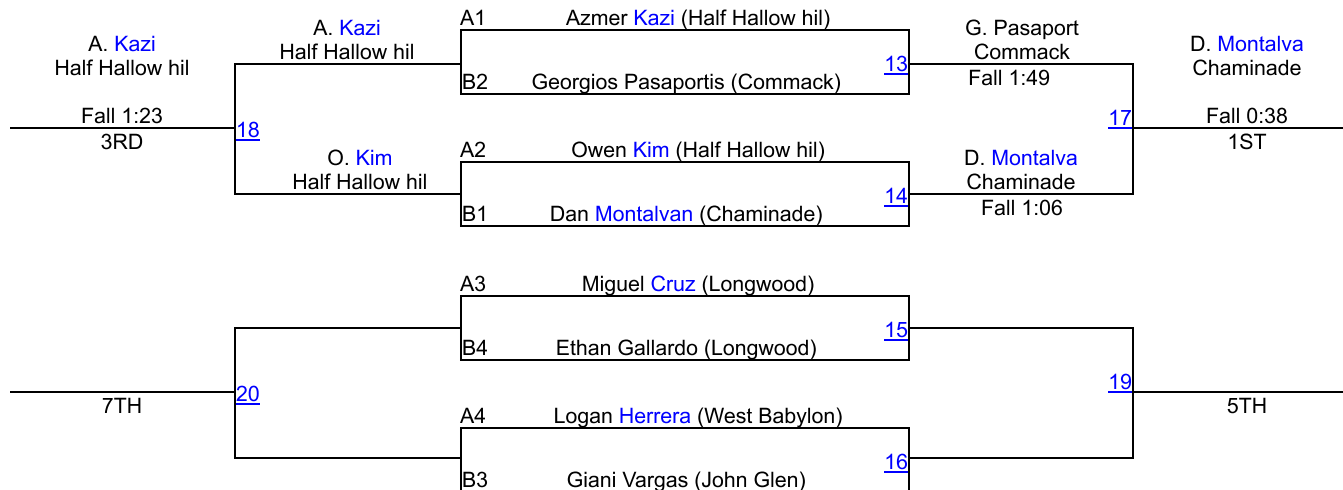 A1 Azmer Kazi (Half Hallow hil)
A. Kazi
Half Hallow hil
G. Pasaport
Commack
A. Kazi
Half Hallow hil
D. Montalva
Chaminade
13
B2 Georgios Pasaportis (Commack)
Fall 1:49
Fall 1:23
3RD
18
17
Fall 0:38
1ST
A2 Owen Kim (Half Hallow hil)
O. Kim
Half Hallow hil
D. Montalva
Chaminade
14
B1 Dan Montalvan (Chaminade)
Fall 1:06
A3 Miguel Cruz (Longwood)
15
B4 Ethan Gallardo (Longwood)
20
7TH
19
5TH
A4 Logan Herrera (West Babylon)
16
B3 Giani Vargas (John Glen)